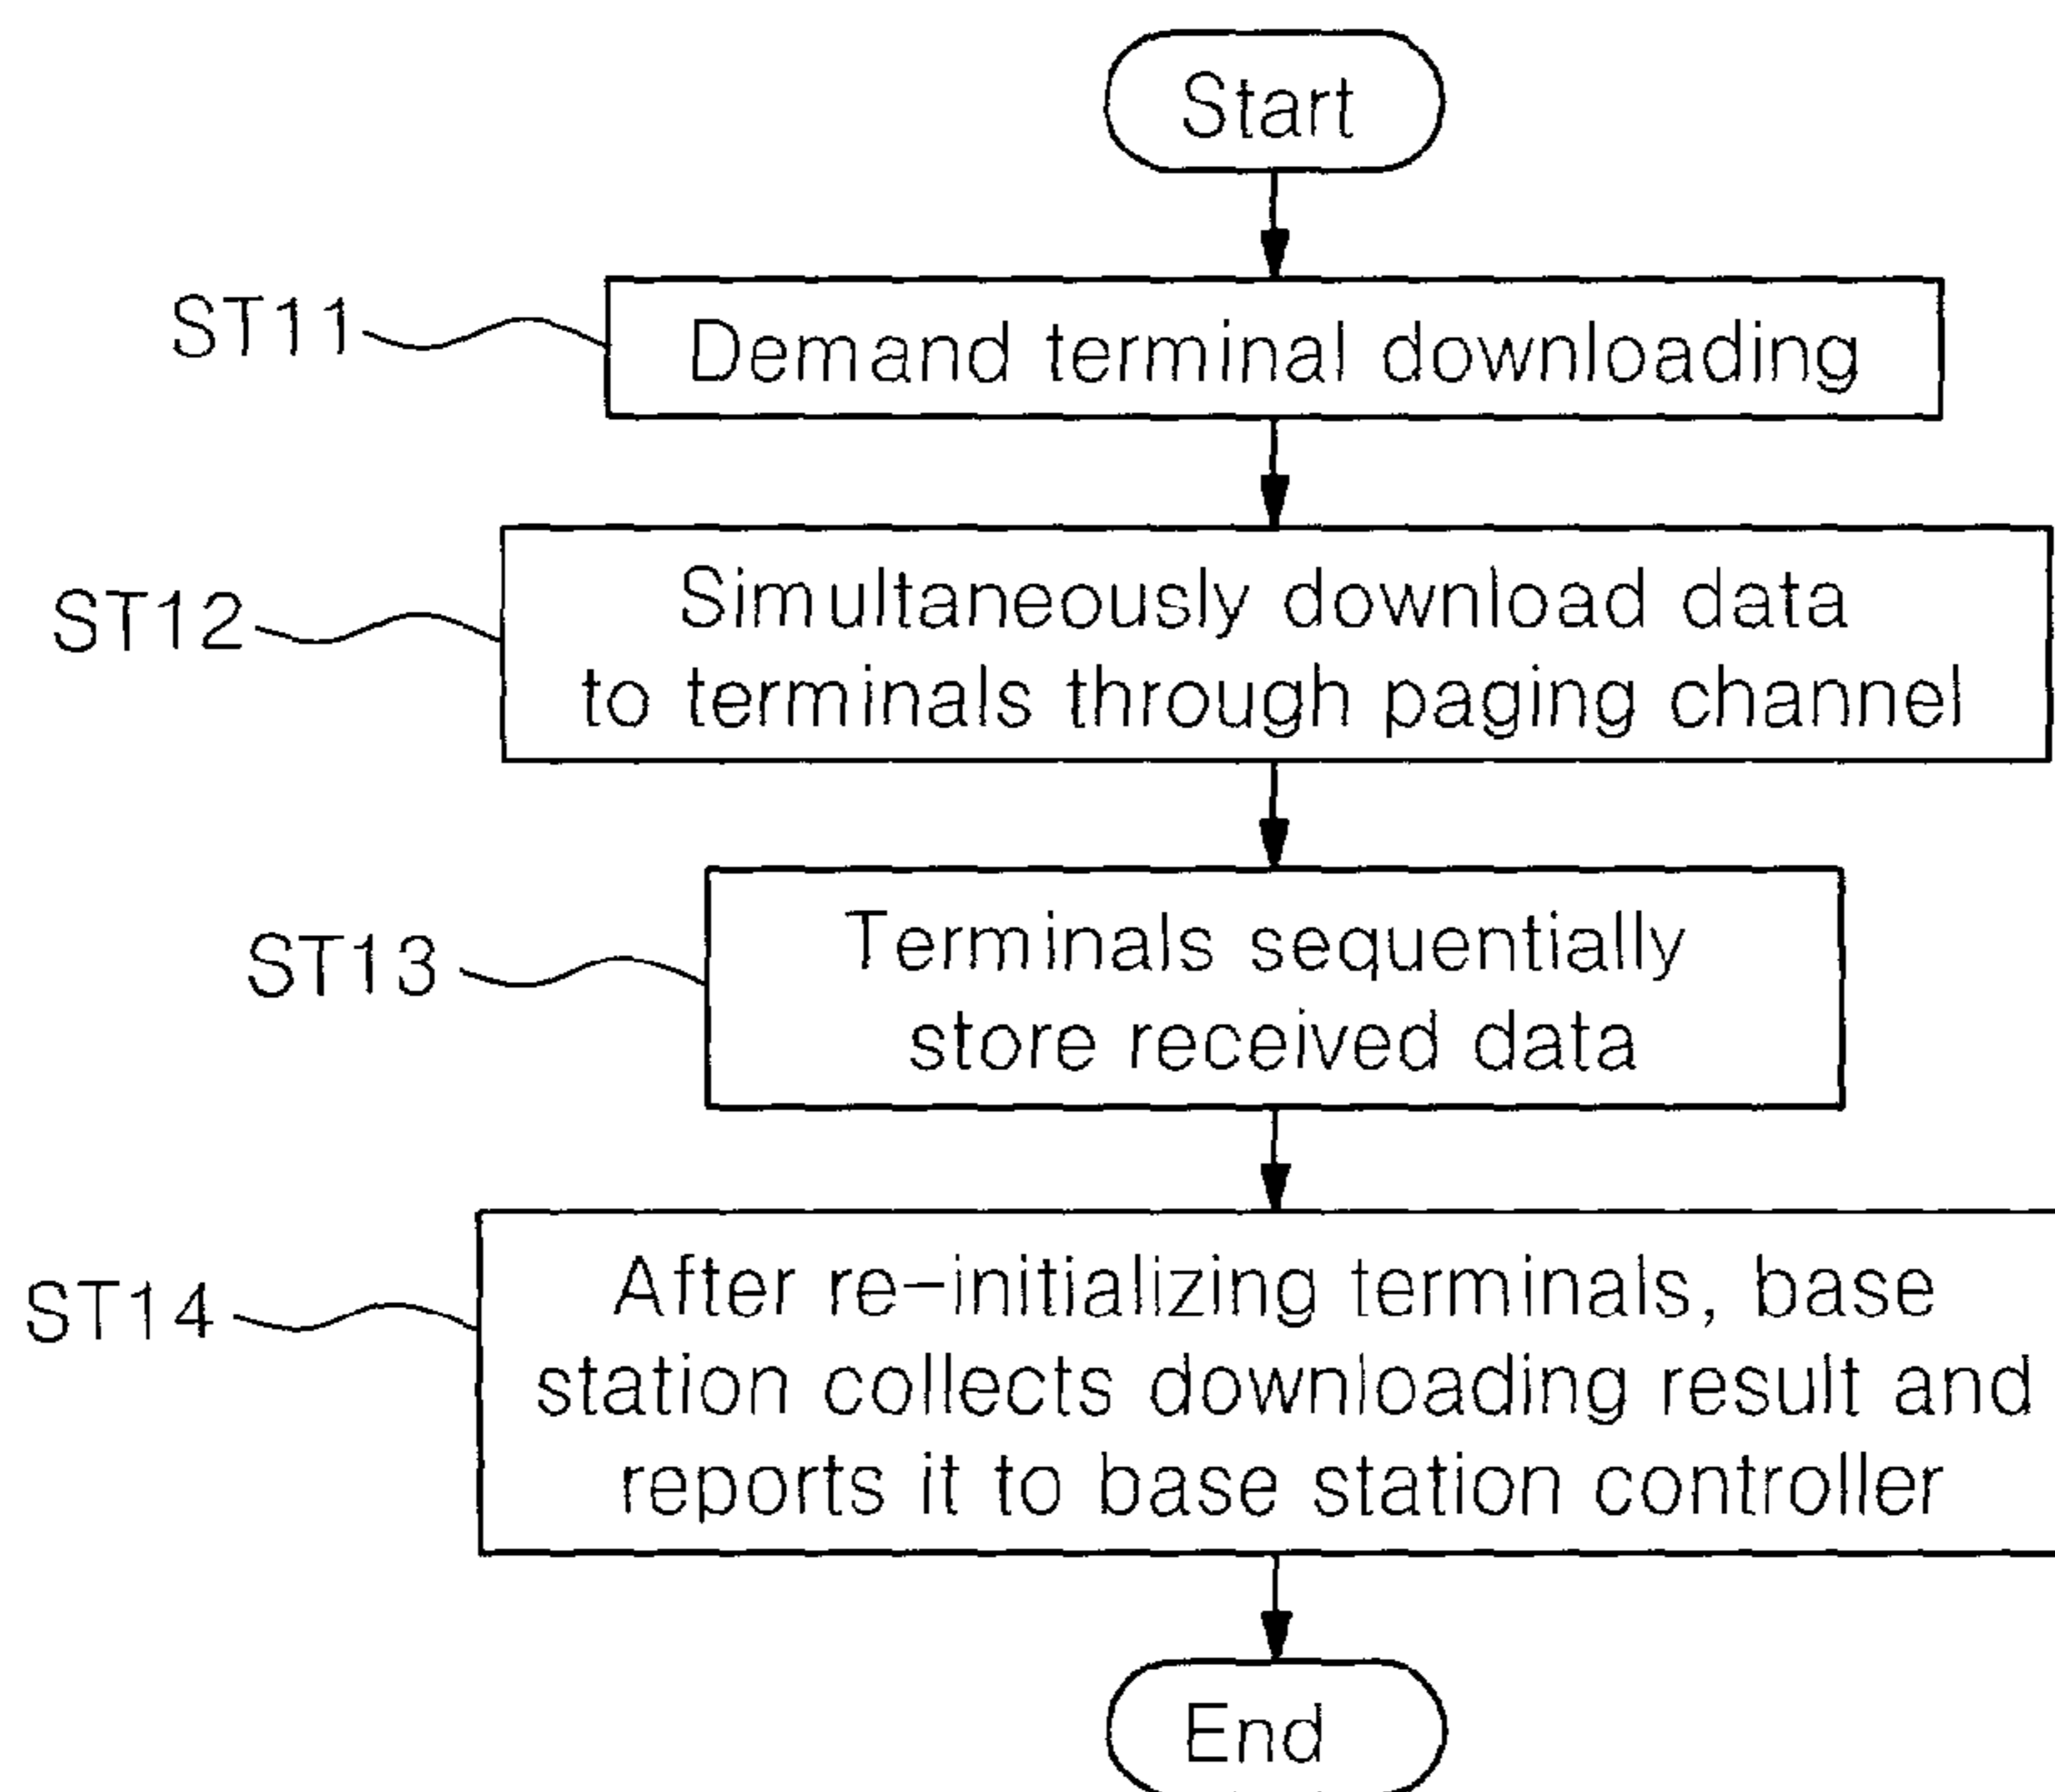 Start
ST11
Demand terminal downloading
ST12
Simultaneously download data
to terminals through paging channel
ST13
Terminals sequentially
store received data
ST14
After re-initializing terminals, base
station collects downloading result and
reports it to base station controller
End